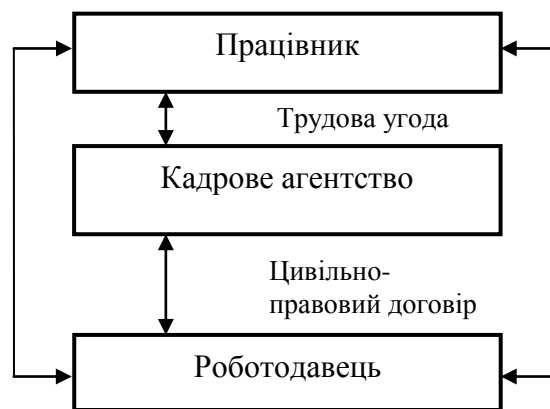 Працівник
Трудова угода
Кадрове агентство
Цивільно-
правовий договір
Роботодавець